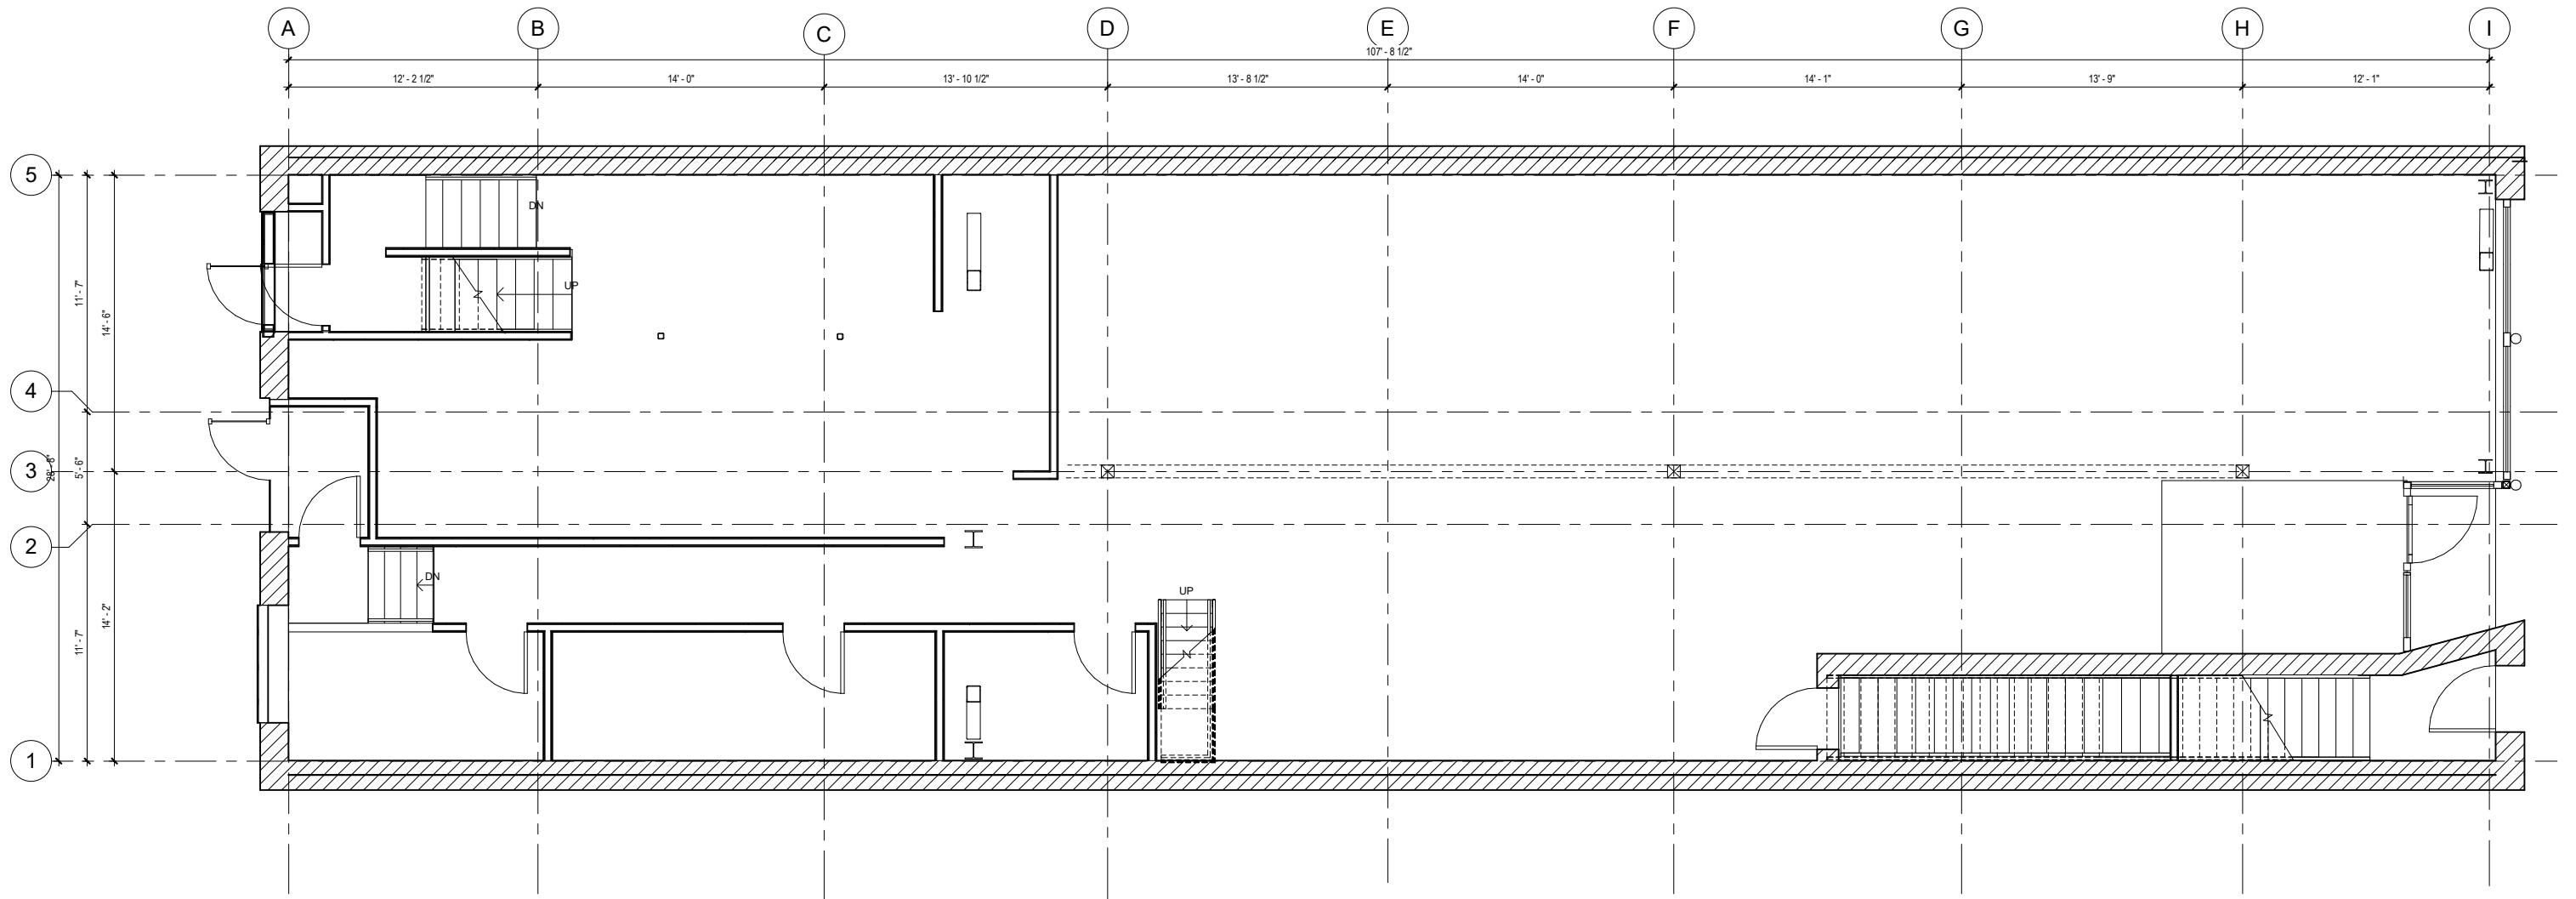 A B C D E F G H I
107' - 8 1/2"
12' - 2 1/2" 14' - 0" 13' - 10 1/2" 13' - 8 1/2" 14' - 0" 14' - 1" 13' - 9" 12' - 1"
5
DN
UP
11' - 7"
14' - 6"
4
3
28' - 8"
5' - 6"
2
DN
UP
14' - 2"
11' - 7"
1